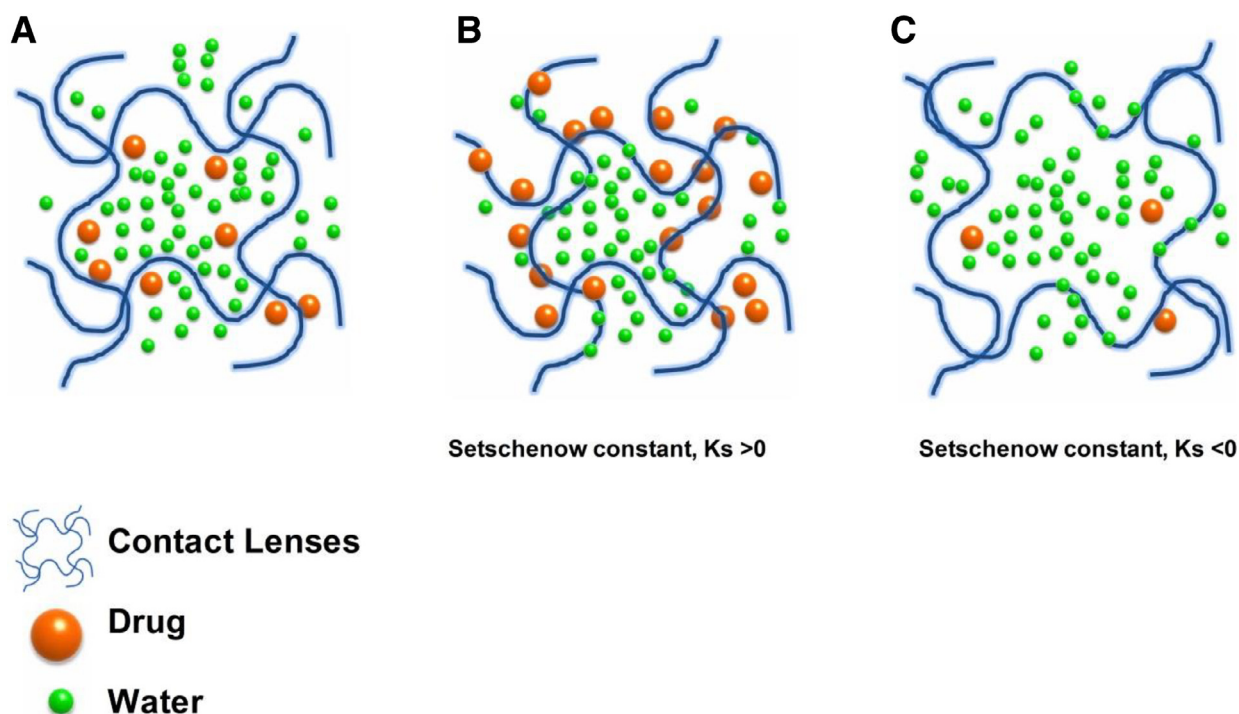 A
B
C
Setschenow constant, Ks >0
Setschenow constant, Ks <0
Contact Lenses
Drug
Water